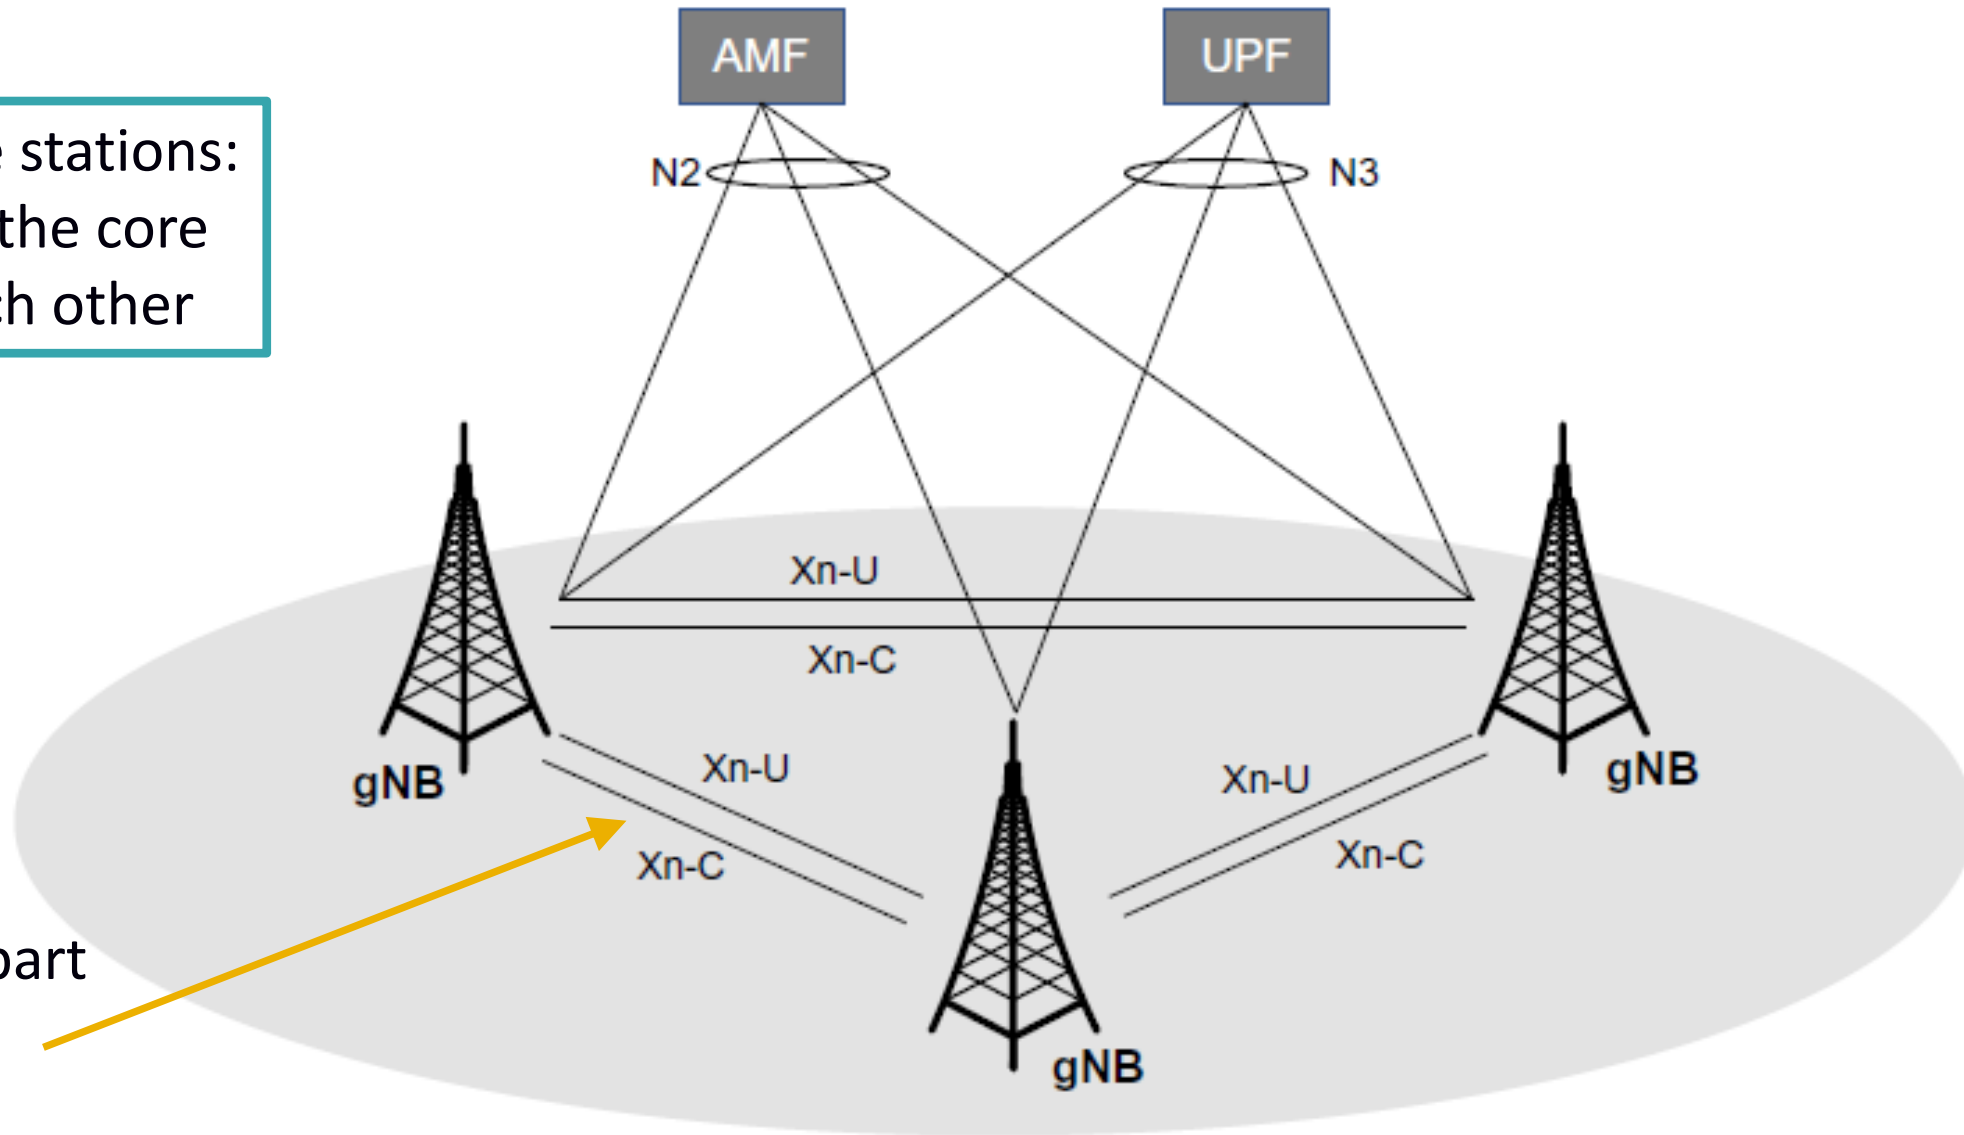 AMF
UPF
stations:
the core
other
N2
N3
Xn-U
Xn-C
gNB
Xn-U
Xn-C
gNB
Xn-U
Xn-C
gNB
part